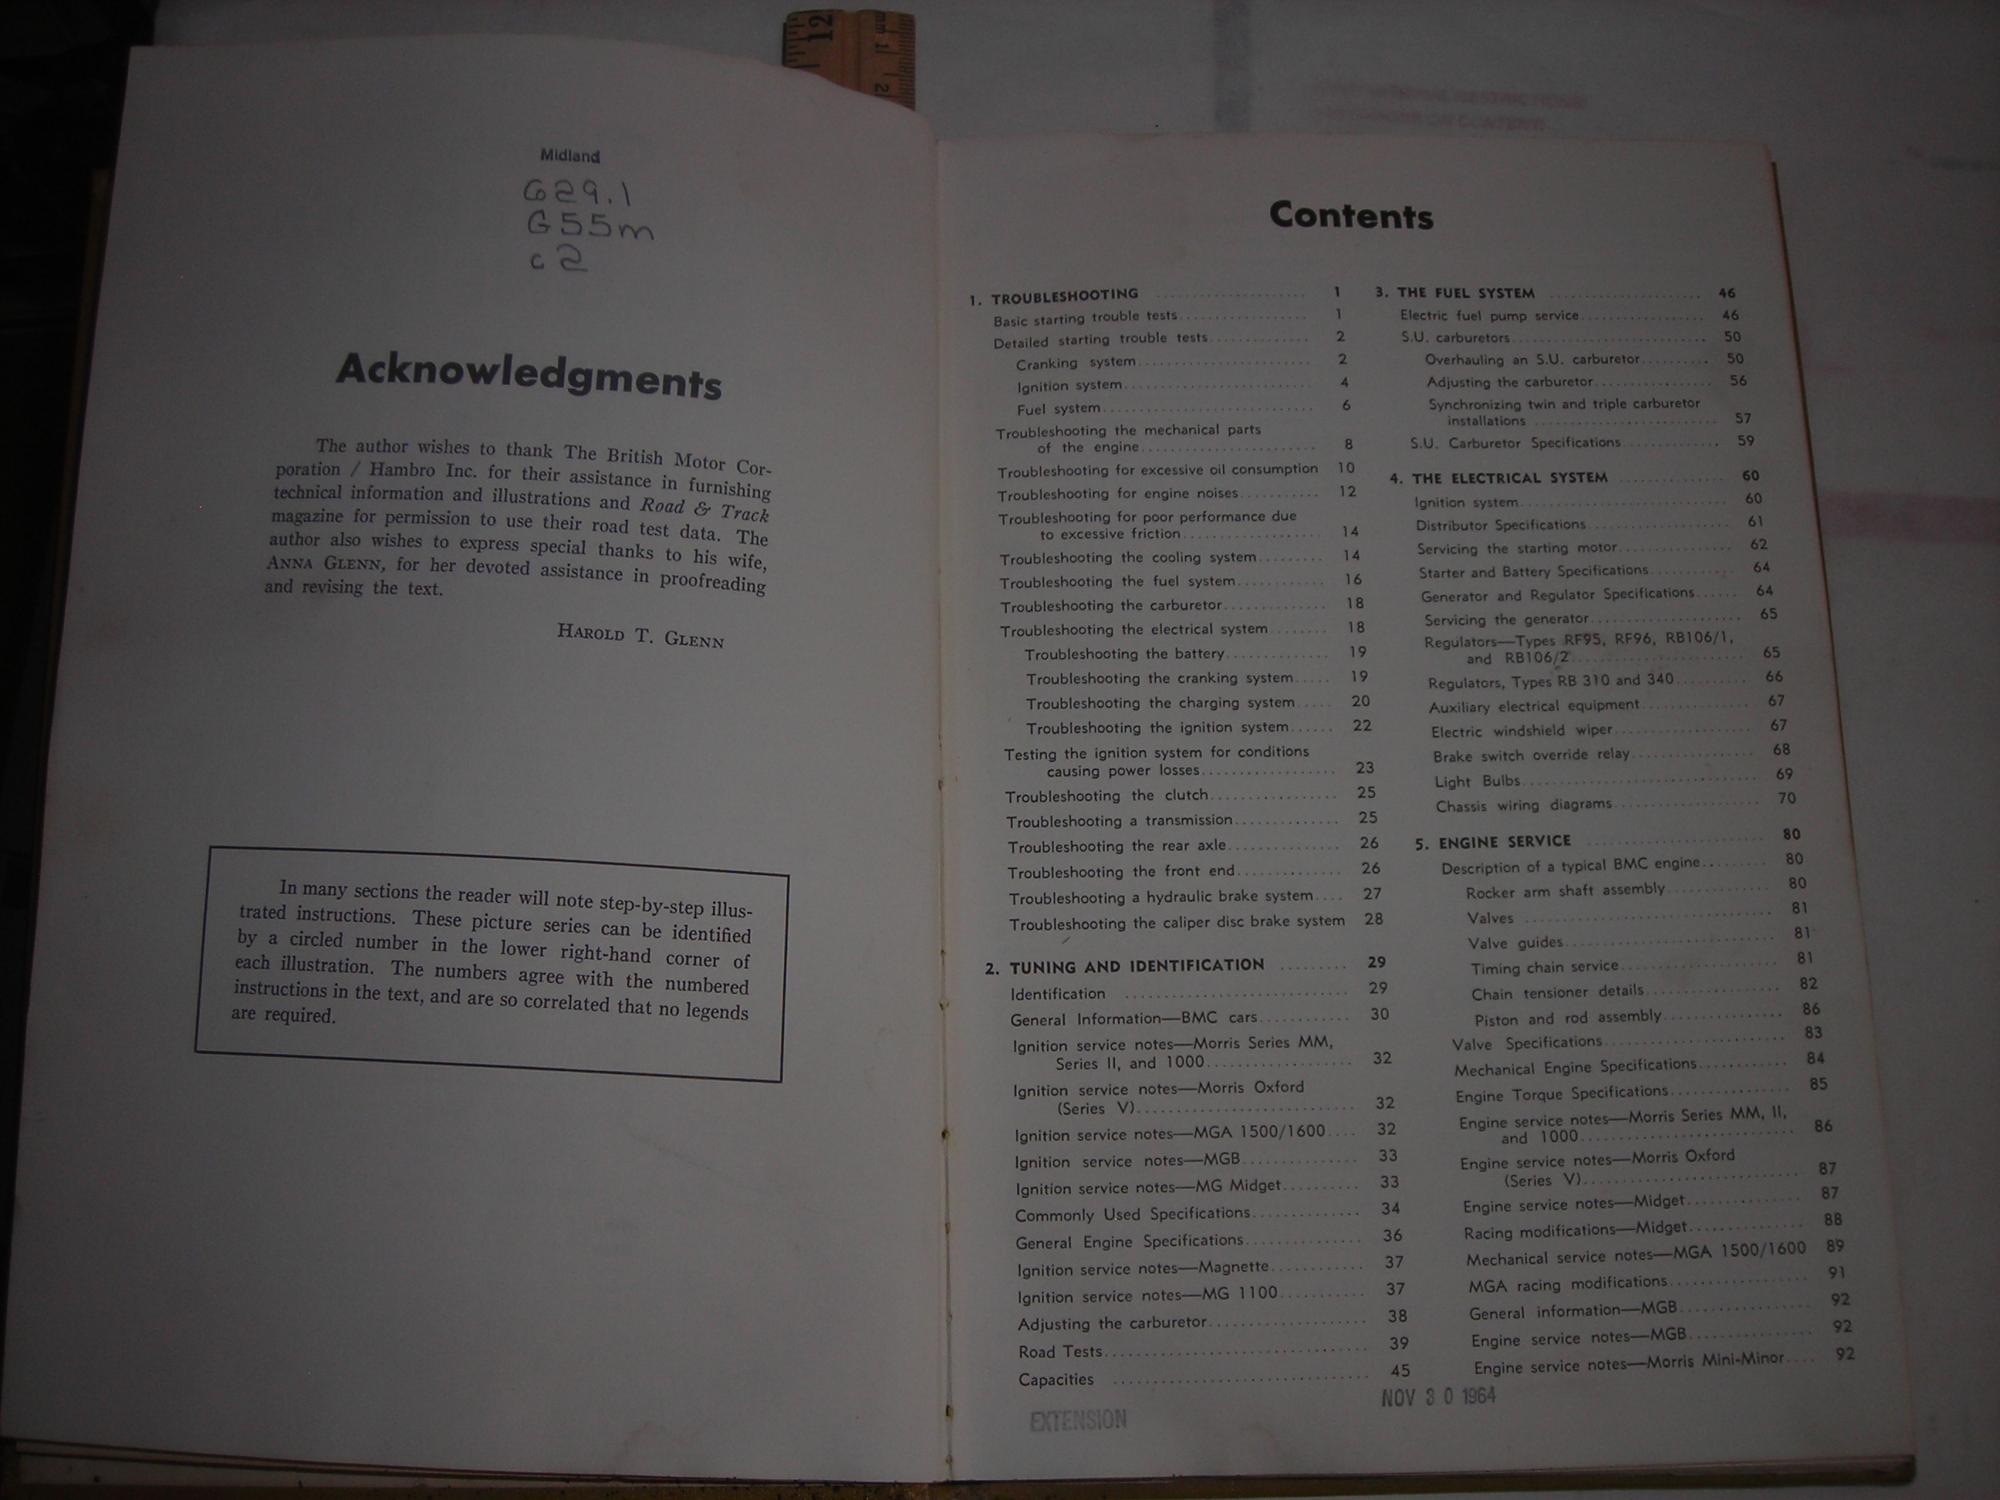 12
mm 1
2
Midland
629.1
G55m
c2
Acknowledgments
The author wishes to thank The British Motor Cor-
poration / Hambro Inc. for their assistance in furnishing
technical information and illustrations and Road & Track
magazine for permission to use their road test data. The
author also wishes to express special thanks to his wife,
ANNA GLENN, for her devoted assistance in proofreading
and revising the text.
HAROLD T. GLENN
In many sections the reader will note step-by-step illus-
trated instructions. These picture series can be identified
by a circled number in the lower right-hand corner of
each illustration. The numbers agree with the numbered
instructions in the text, and are so correlated that no legends
are required.
Contents
1. TROUBLESHOOTING 1
Basic starting trouble tests 1
Detailed starting trouble tests 2
Cranking system 2
Ignition system 4
Fuel system 6
Troubleshooting the mechanical parts
of the engine 8
Troubleshooting for excessive oil consumption 10
Troubleshooting for engine noises 12
Troubleshooting for poor performance due
to excessive friction 14
Troubleshooting the cooling system 14
Troubleshooting the fuel system 16
Troubleshooting the carburetor 18
Troubleshooting the electrical system 18
Troubleshooting the battery 19
Troubleshooting the cranking system 19
Troubleshooting the charging system 20
Troubleshooting the ignition system 22
Testing the ignition system for conditions
causing power losses 23
Troubleshooting the clutch 25
Troubleshooting a transmission 25
Troubleshooting the rear axle 26
Troubleshooting the front end 26
Troubleshooting a hydraulic brake system 27
Troubleshooting the caliper disc brake system 28
2. TUNING AND IDENTIFICATION 29
Identification 29
General Information—BMC cars 30
Ignition service notes—Morris Series MM,
Series II, and 1000 32
Ignition service notes—Morris Oxford
(Series V) 32
Ignition service notes—MGA 1500/1600 32
Ignition service notes—MGB 33
Ignition service notes—MG Midget 33
Commonly Used Specifications 34
General Engine Specifications 36
Ignition service notes—Magnette 37
Ignition service notes—MG 1100 37
Adjusting the carburetor 38
Road Tests 39
Capacities 45
3. THE FUEL SYSTEM 46
Electric fuel pump service 46
S.U. carburetors 50
Overhauling an S.U. carburetor 50
Adjusting the carburetor 56
Synchronizing twin and triple carburetor
installations 57
S.U. Carburetor Specifications 59
4. THE ELECTRICAL SYSTEM 60
Ignition system 60
Distributor Specifications 61
Servicing the starting motor 62
Starter and Battery Specifications 64
Generator and Regulator Specifications 64
Servicing the generator 65
Regulators—Types RF95, RF96, RB106/1,
and RB106/2 65
Regulators, Types RB 310 and 340 66
Auxiliary electrical equipment 67
Electric windshield wiper 67
Brake switch override relay 68
Light Bulbs 69
Chassis wiring diagrams 70
5. ENGINE SERVICE 80
Description of a typical BMC engine 80
Rocker arm shaft assembly 80
Valves 81
Valve guides 81
Timing chain service 81
Chain tensioner details 82
Piston and rod assembly 86
Valve Specifications 83
Mechanical Engine Specifications 84
Engine Torque Specifications 85
Engine service notes—Morris Series MM, II,
and 1000 86
Engine service notes—Morris Oxford
(Series V) 87
Engine service notes—Midget 87
Racing modifications—Midget 88
Mechanical service notes—MGA 1500/1600 89
MGA racing modifications 91
General information—MGB 92
Engine service notes—MGB 92
Engine service notes—Morris Mini-Minor 92
EXTENSION
NOV 30 1964